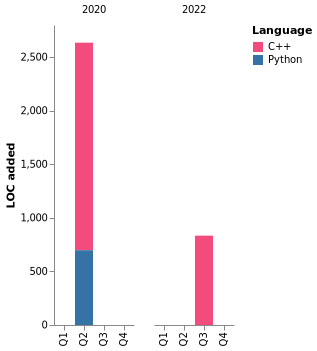 2020 2022
Language
C++
Python
LOC added
2,500
2,000
1,500
1,000
500
0
Q1 Q2 Q3 Q4 Q1 Q2 Q3 Q4